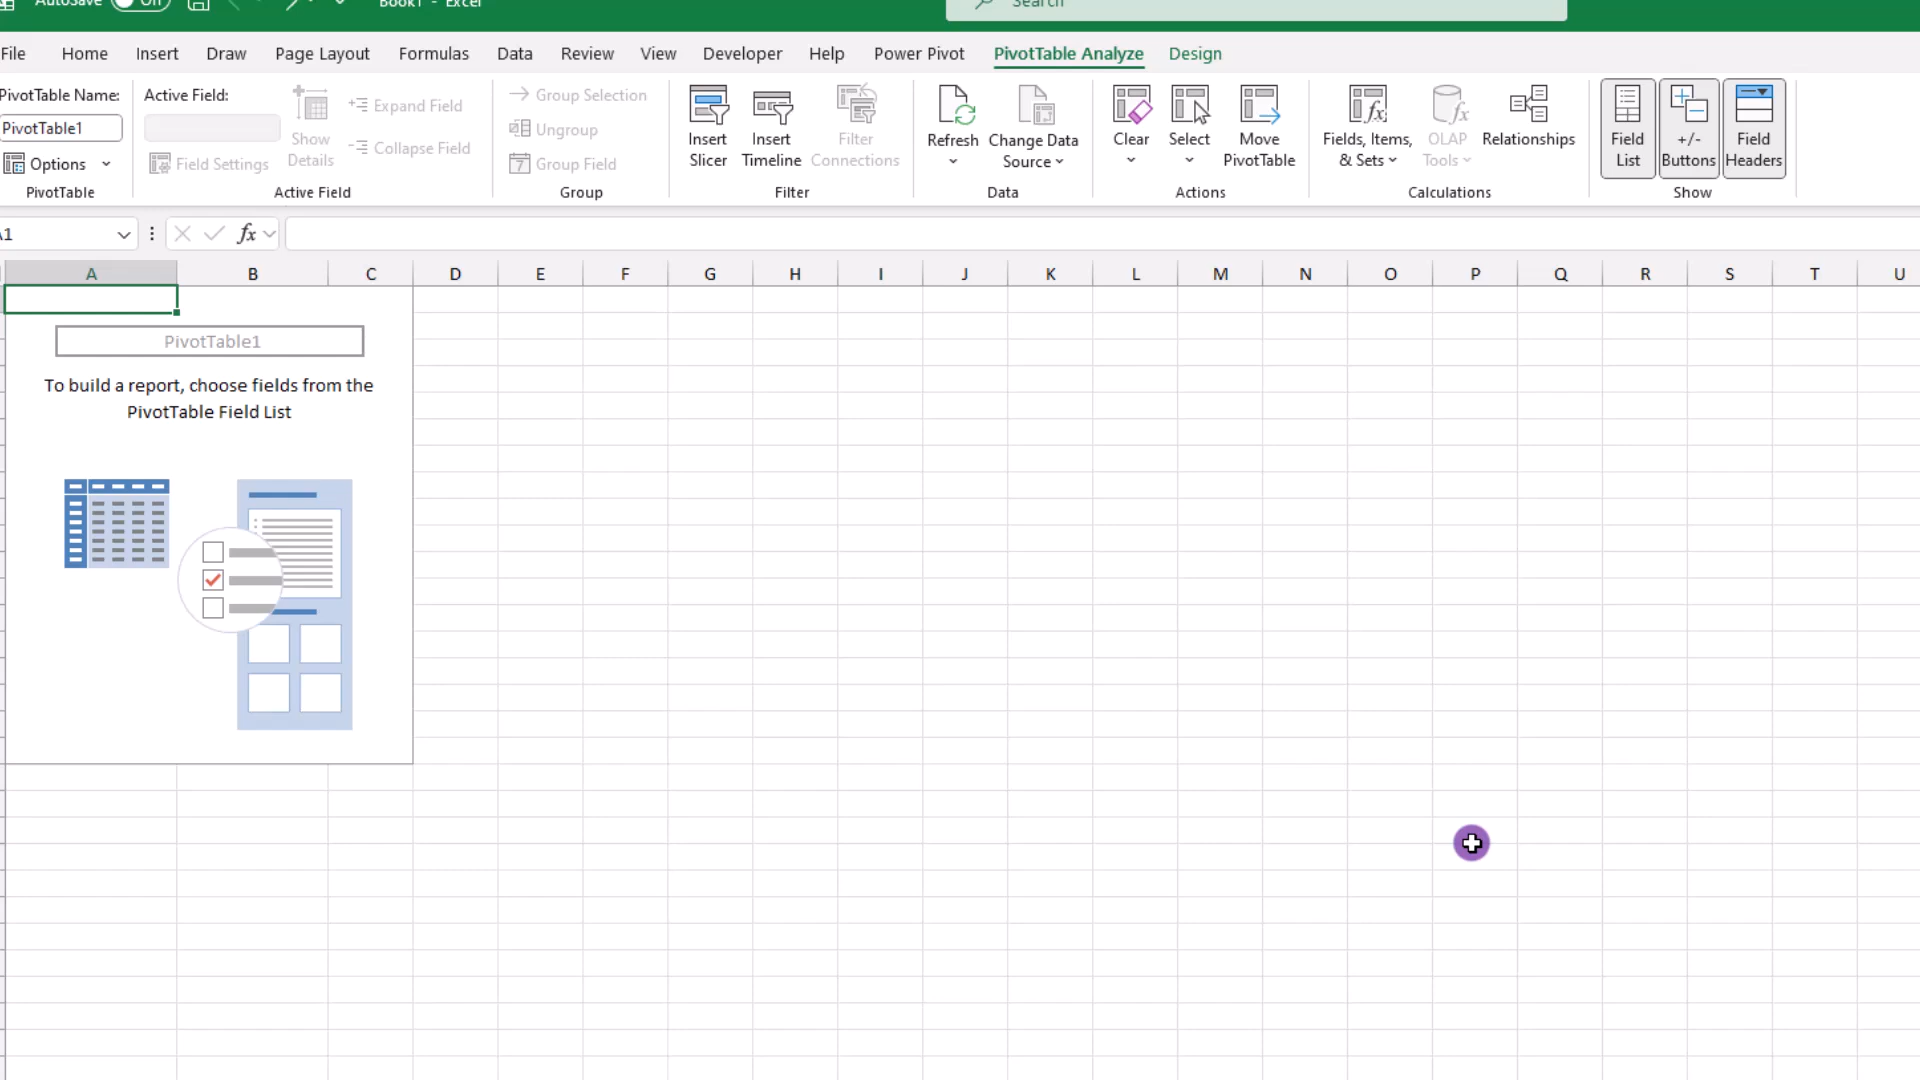 AutoSave On Book1 - Excel Search
File Home Insert Draw Page Layout Formulas Data Review View Developer Help Power Pivot PivotTable Analyze Design
PivotTable Name: Active Field:
PivotTable1
Options
Field Settings
Show Details
Expand Field
Collapse Field
Group Selection
Ungroup
7 Group Field
Insert Slicer
Insert Timeline
Filter Connections
Refresh
Change Data Source
Clear
Select
Move PivotTable
Fields, Items, & Sets
OLAP Tools
Relationships
Field List
+/- Buttons
Field Headers
PivotTable Active Field Group Filter Data Actions Calculations Show
A1 fx
A B C D E F G H I J K L M N O P Q R S T U
PivotTable1
To build a report, choose fields from the
PivotTable Field List